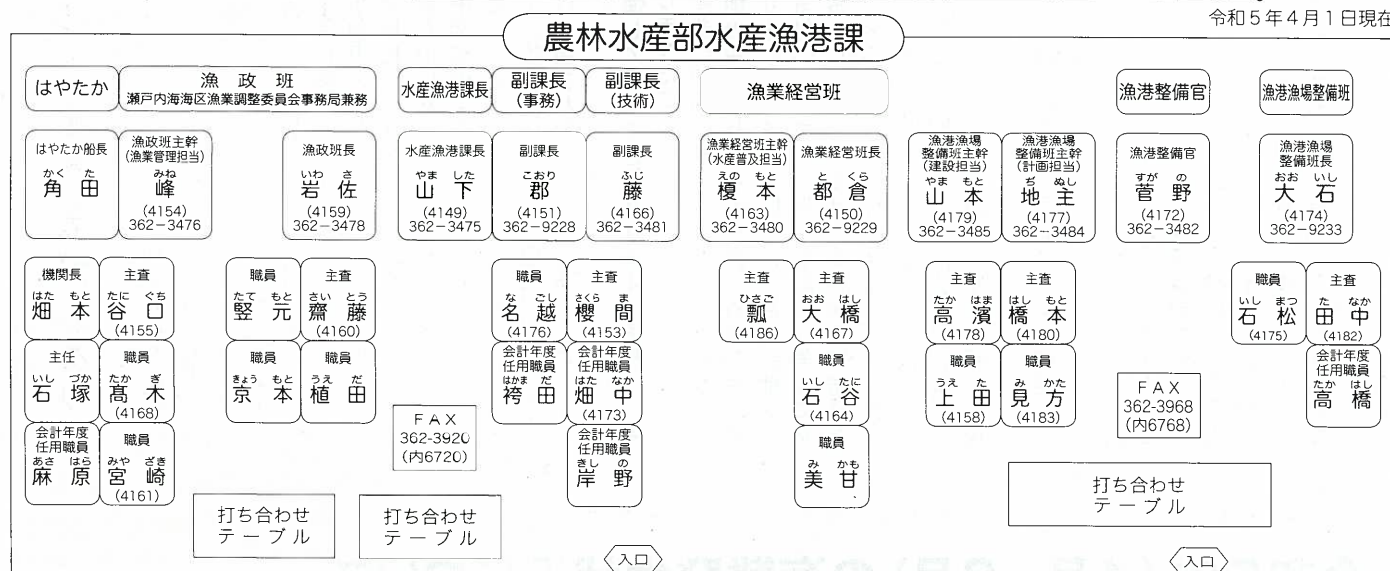 令和5年4月1日現在
農林水産部水産漁港課
はやたか
漁政班
瀬戸内海海区漁業調整委員会事務局兼務
水産漁港課長
副課長
(事務)
副課長
(技術)
漁業経営班
漁港整備官
漁港漁場整備班
はやたか船長
かく た
角田
漁政班主幹
(漁業管理担当)
みね
峰
(4154)
362-3476
漁政班長
いわ さ
岩佐
(4159)
362-3478
水産漁港課長
やま した
山下
(4149)
362-3475
副課長
こおり
郡
(4151)
362-9228
副課長
ふじ
藤
(4166)
362-3481
漁業経営班主幹
(水産普及担当)
えの もと
榎本
(4163)
362-3480
漁業経営班長
と くら
都倉
(4150)
362-9229
漁港漁場
整備班主幹
(建設担当)
やま もと
山本
(4179)
362-3485
漁港漁場
整備班主幹
(計画担当)
ぢ ぬし
地主
(4177)
362-3484
漁港整備官
すが の
菅野
(4172)
362-3482
漁港漁場
整備班長
おお いし
大石
(4174)
362-9233
機関長
はた もと
畑本
主査
たに ぐち
谷口
(4155)
職員
たて もと
竪元
主査
さい とう
齋藤
(4160)
職員
な ごし
名越
(4176)
主査
さくら ま
櫻間
(4153)
主査
ひさご
瓢
(4186)
主査
おお はし
大橋
(4167)
主査
たか はま
高濱
(4178)
主査
はし もと
橋本
(4180)
職員
いし まつ
石松
(4175)
主査
た なか
田中
(4182)
主任
いし づか
石塚
職員
たか ぎ
髙木
(4168)
職員
きょう もと
京本
職員
うえ だ
植田
会計年度
任用職員
はかま だ
袴田
会計年度
任用職員
はた なか
畑中
(4173)
職員
いし たに
石谷
(4164)
職員
うえ た
上田
(4158)
職員
み かた
見方
(4183)
会計年度
任用職員
たか はし
高橋
FAX
362-3920
(内6720)
FAX
362-3968
(内6768)
会計年度
任用職員
あさ はら
麻原
職員
みや ざき
宮崎
(4161)
会計年度
任用職員
きし の
岸野
職員
み かも
美甘
打ち合わせ
テーブル
打ち合わせ
テーブル
打ち合わせ
テーブル
入口
入口